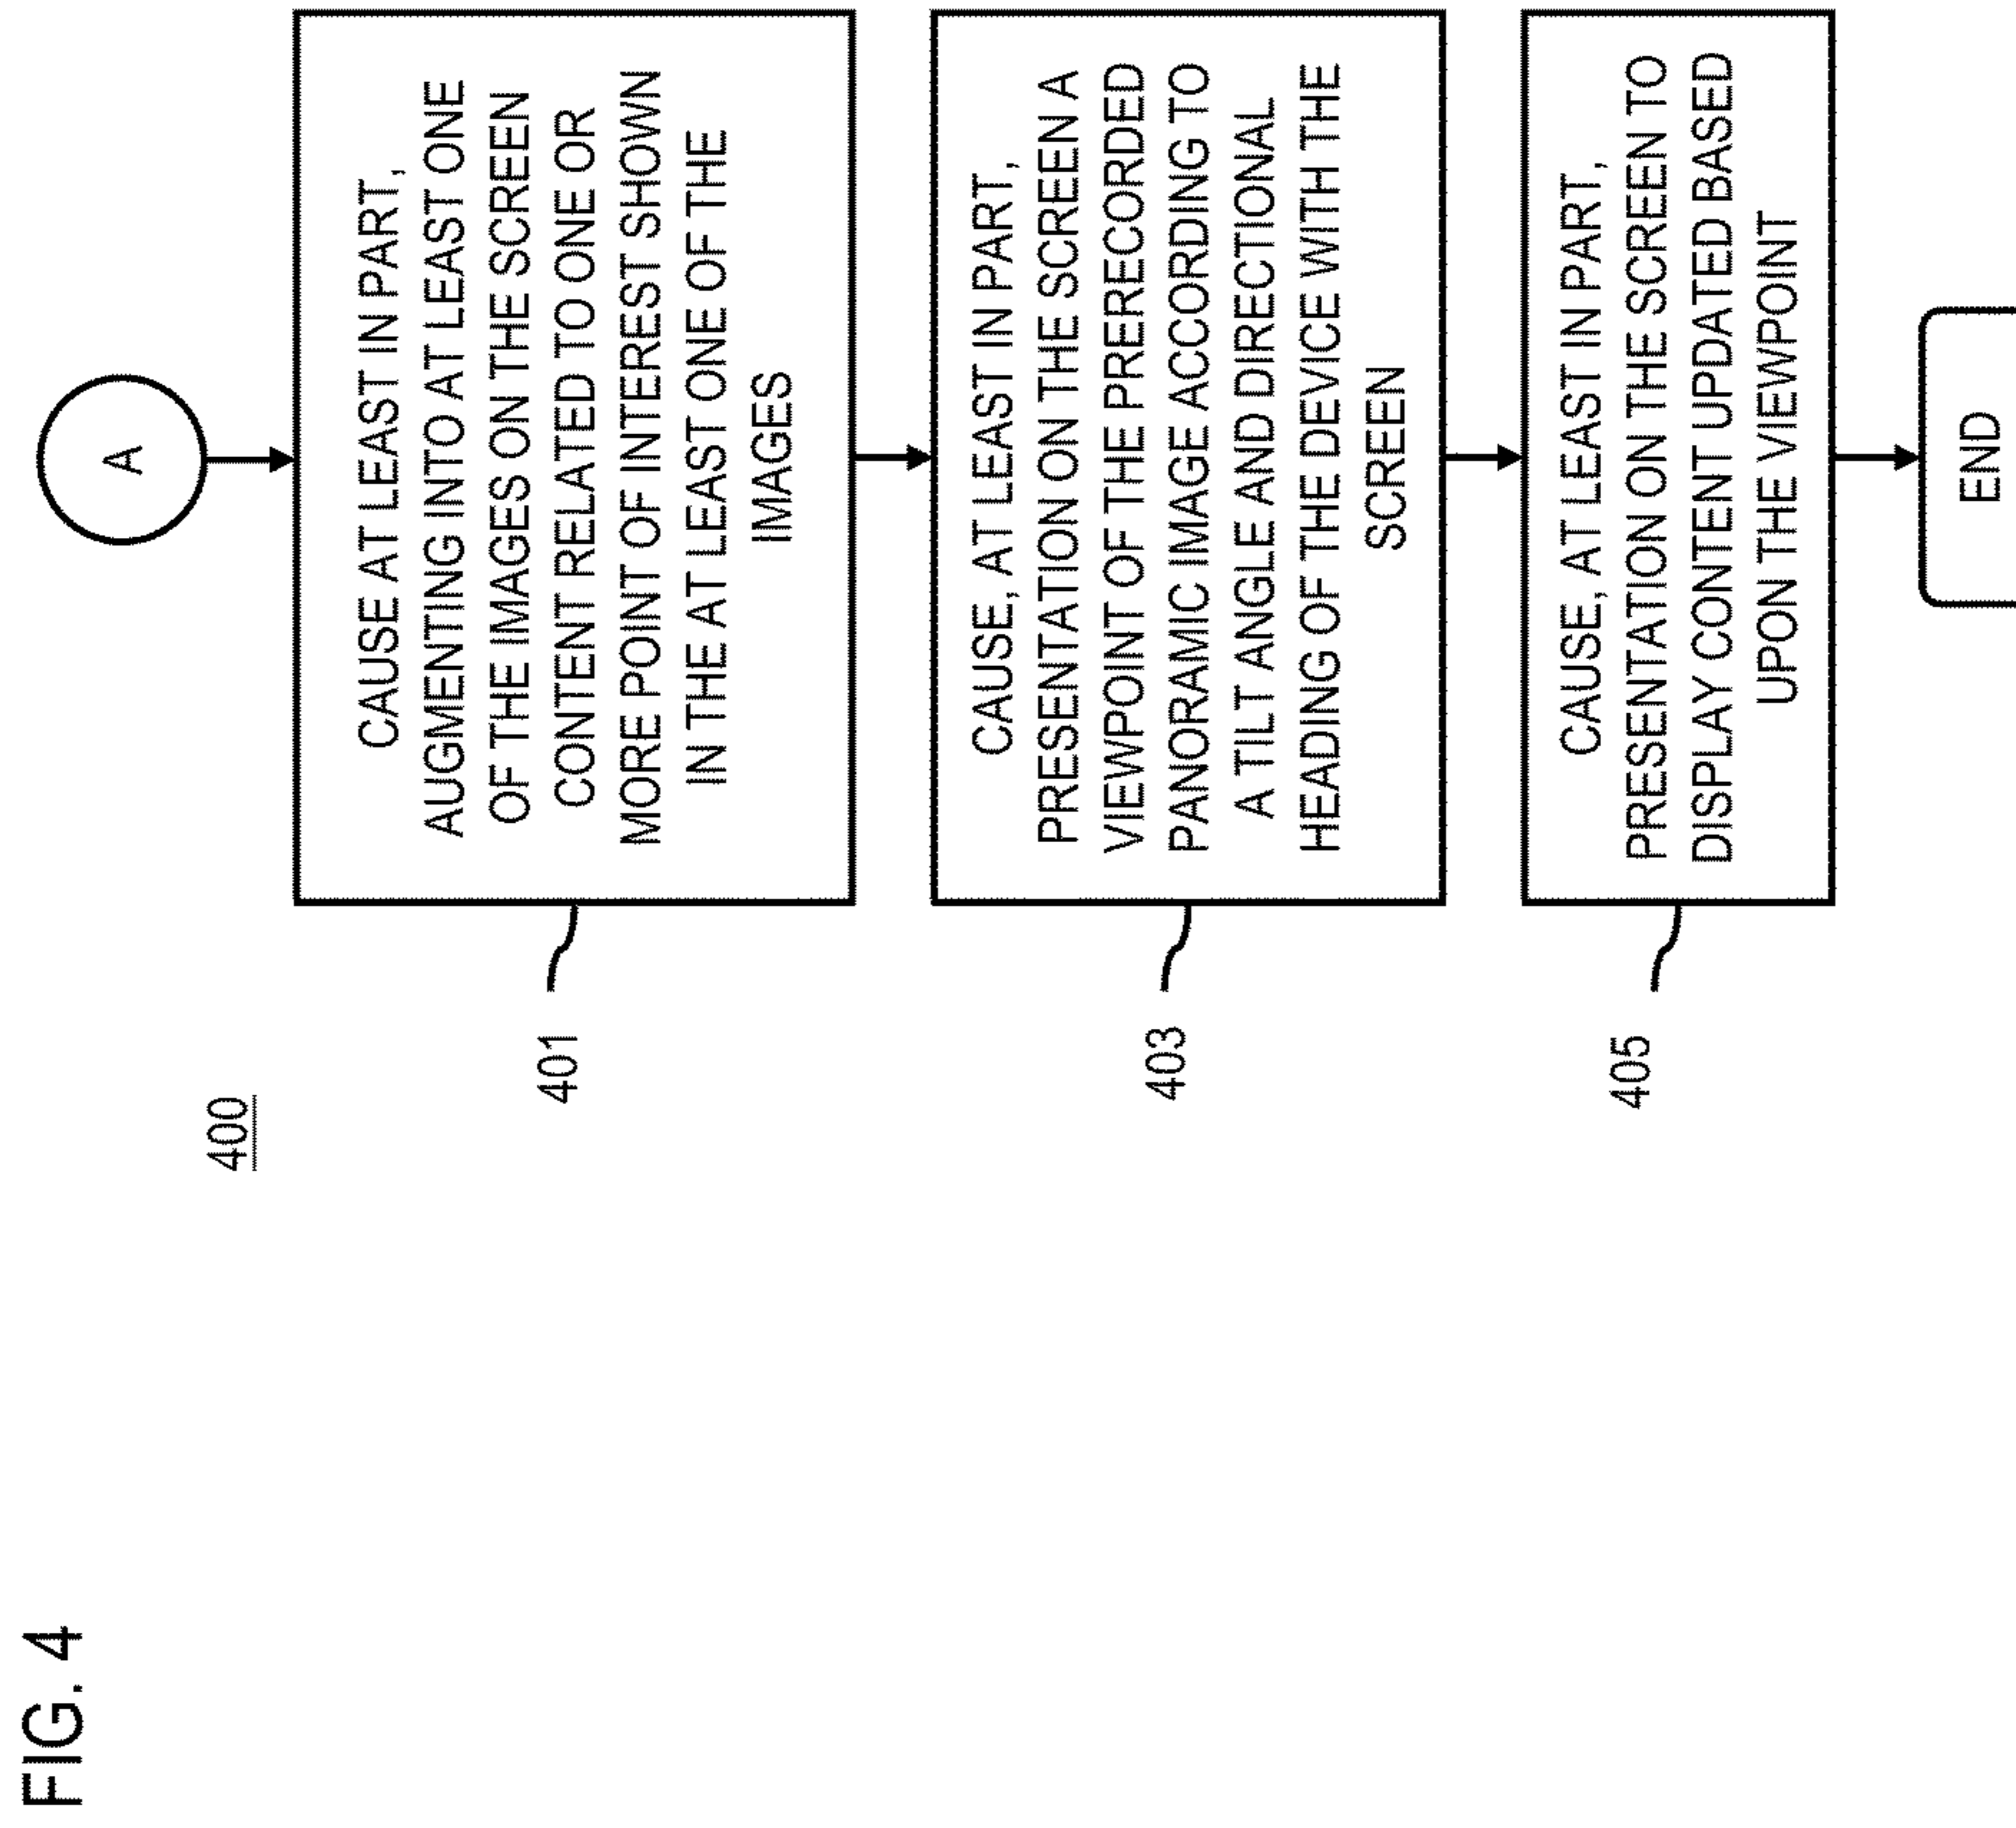 FIG. 4
400
A
401
CAUSE AT LEAST IN PART,
AUGMENTING INTO AT LEAST ONE
OF THE IMAGES ON THE SCREEN
CONTENT RELATED TO ONE OR
MORE POINT OF INTEREST SHOWN
IN THE AT LEAST ONE OF THE
IMAGES
403
CAUSE, AT LEAST IN PART,
PRESENTATION ON THE SCREEN A
VIEWPOINT OF THE PRERECORDED
PANORAMIC IMAGE ACCORDING TO
A TILT ANGLE AND DIRECTIONAL
HEADING OF THE DEVICE WITH THE
SCREEN
405
CAUSE, AT LEAST IN PART,
PRESENTATION ON THE SCREEN TO
DISPLAY CONTENT UPDATED BASED
UPON THE VIEWPOINT
END